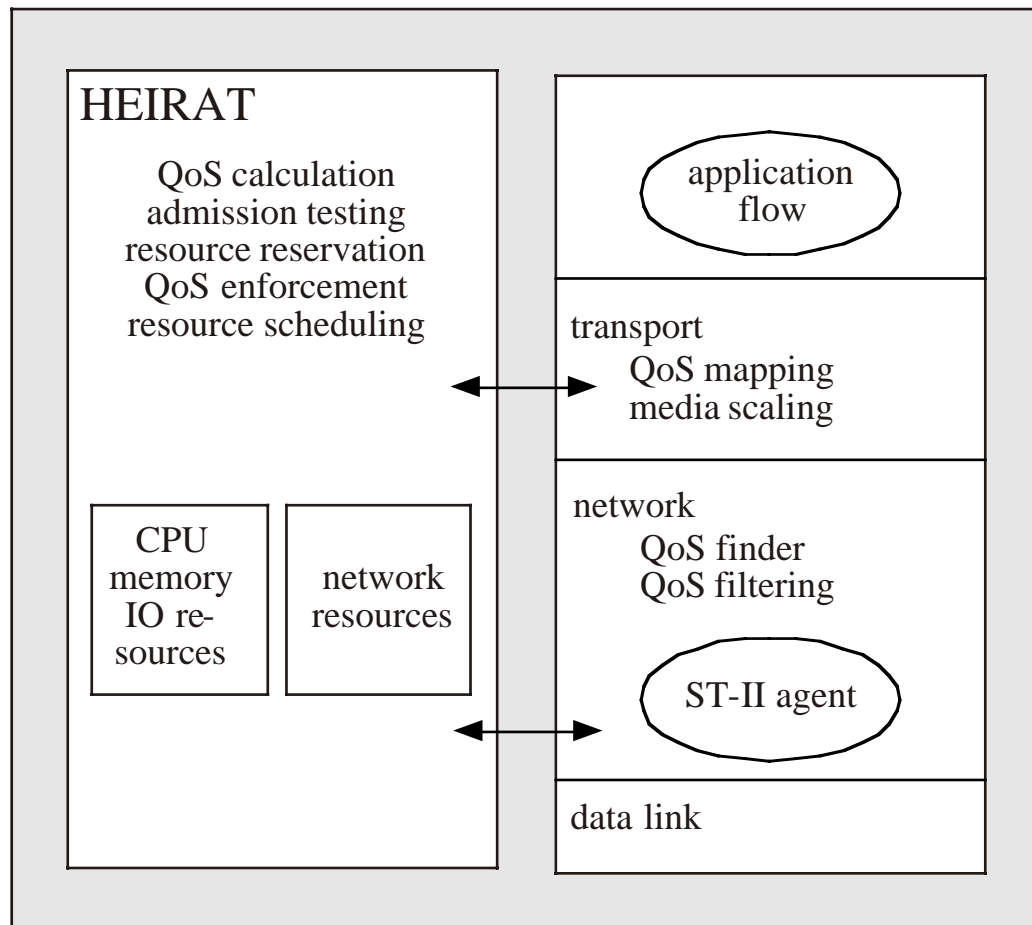 HEIRAT
QoS calculation
admission testing
resource reservation
QoS enforcement
resource scheduling
CPU
memory
IO re-
sources
network
resources
application
flow
transport
QoS mapping
media scaling
network
QoS finder
QoS filtering
ST-II agent
data link